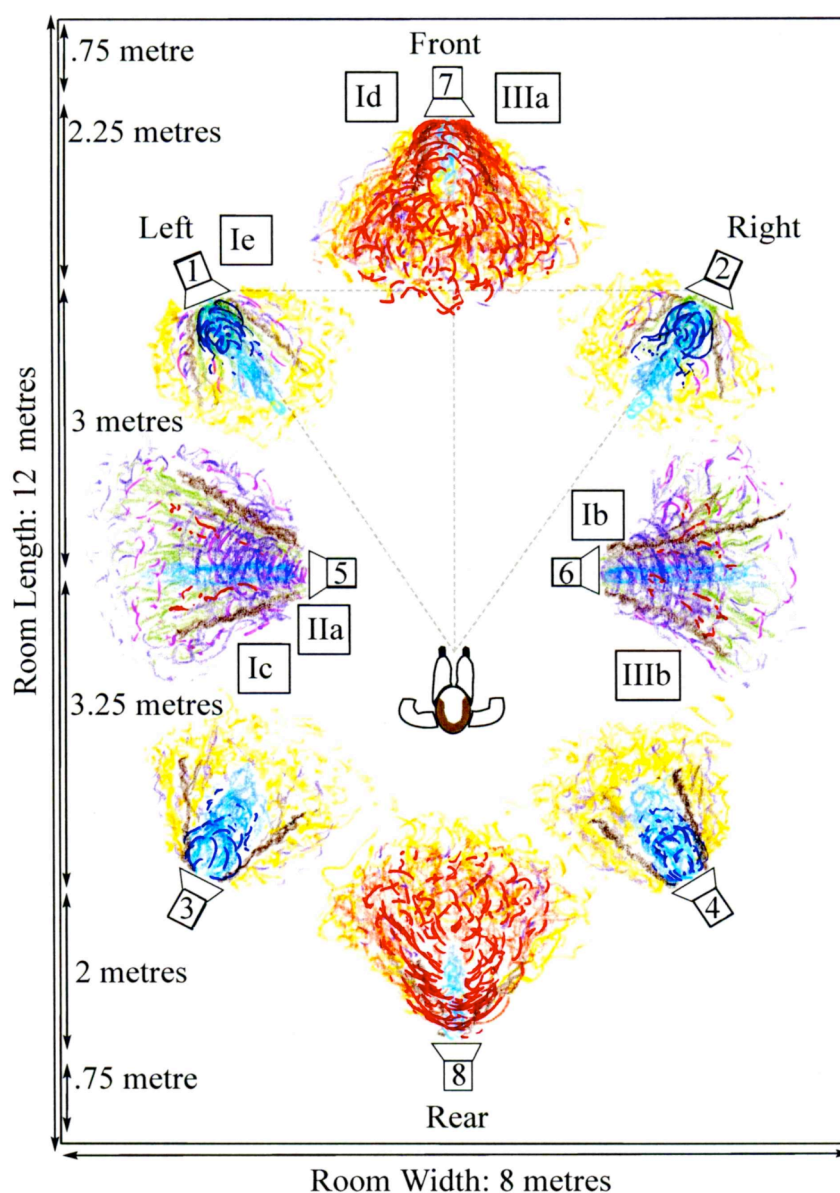 Front
.75 metre
7
Id
IIIa
2.25 metres
Left
Ie
Right
1
2
3 metres
Room Length: 12 metres
Ib
5
6
IIa
Ic
IIIb
3.25 metres
3
4
2 metres
8
.75 metre
Rear
Room Width: 8 metres